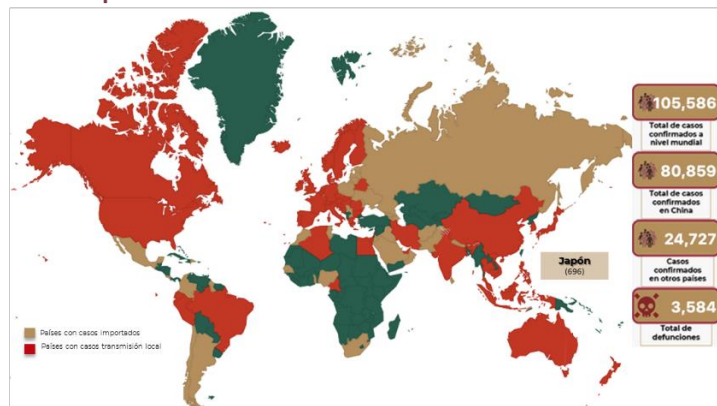 105,586
Total de casos
confirmados a
nivel mundial
80,859
Total de casos
confirmados
en China
24,727
Casos
confirmados
en otros países
3,584
Total de
defunciones
Japón
(696)
Países con casos importados
Países con casos transmisión local